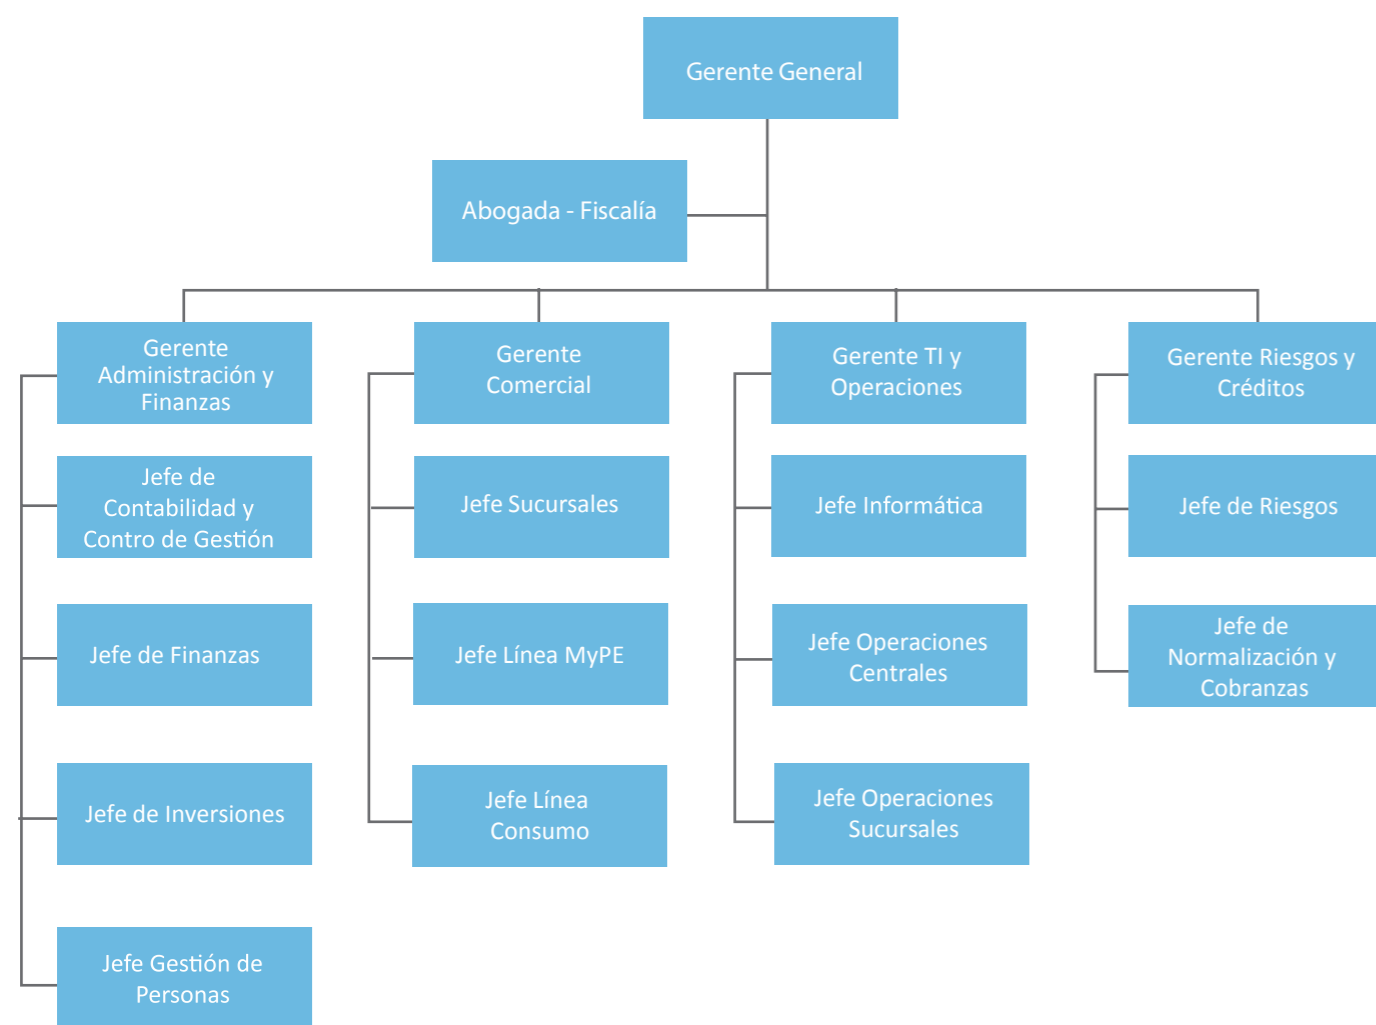 Gerente General
Abogada - Fiscalía
Gerente
Administración y
Finanzas
Gerente
Comercial
Gerente TI y
Operaciones
Gerente Riesgos y
Créditos
Jefe de
Contabilidad y
Contro de Gestión
Jefe Sucursales
Jefe Informática
Jefe de Riesgos
Jefe de Finanzas
Jefe Línea MyPE
Jefe Operaciones
Centrales
Jefe de
Normalización y
Cobranzas
Jefe de Inversiones
Jefe Línea
Consumo
Jefe Operaciones
Sucursales
Jefe Gestión de
Personas